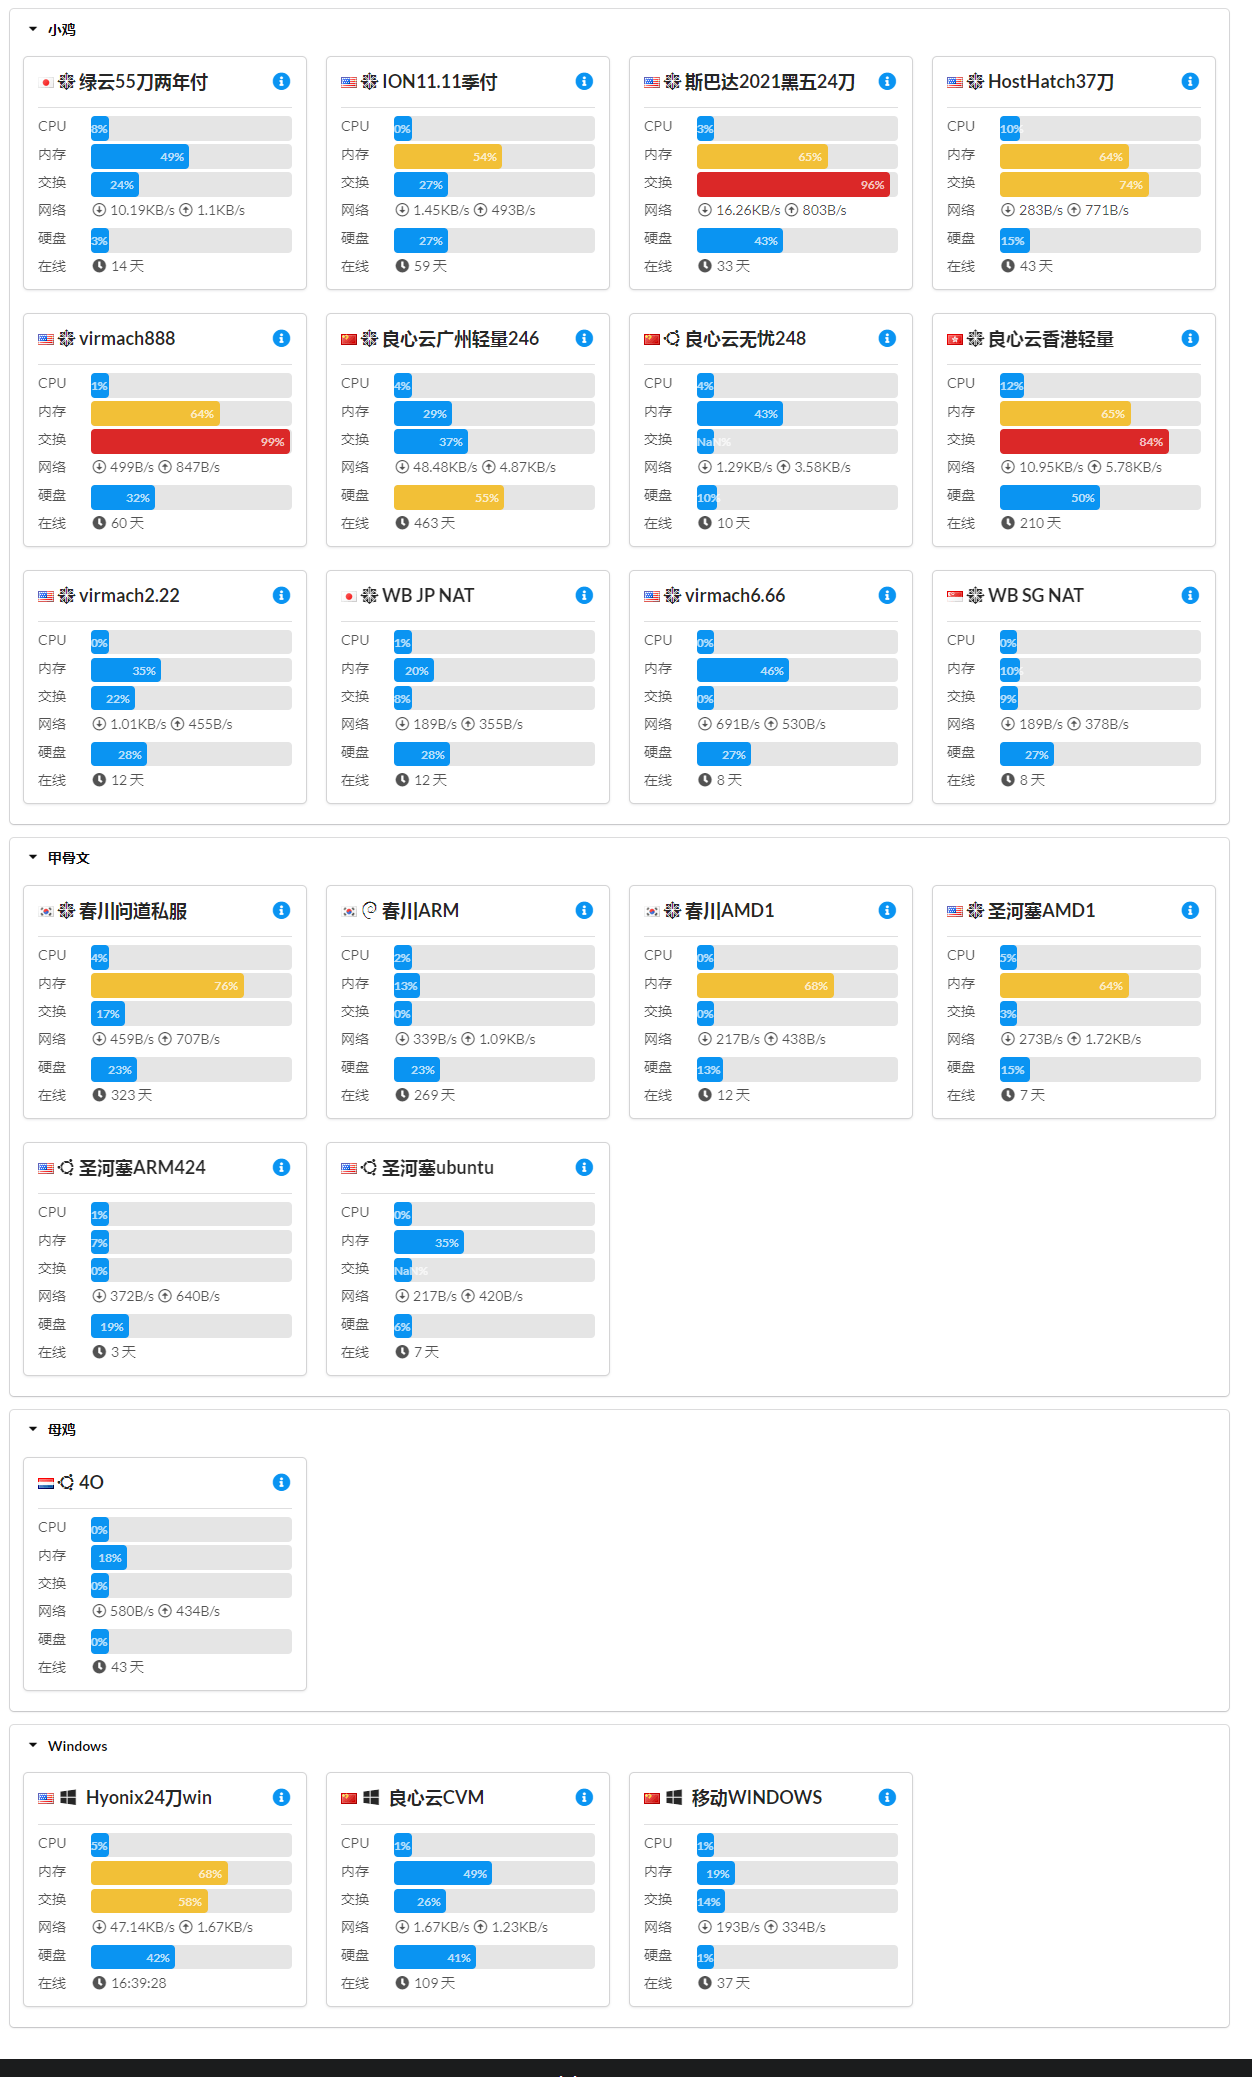 小鸡
绿云55刀两年付
CPU 8%
内存 49%
交换 24%
网络 10.19KB/s 1.1KB/s
硬盘 3%
在线 14 天
ION11.11季付
CPU 0%
内存 54%
交换 27%
网络 1.45KB/s 493B/s
硬盘 27%
在线 59 天
斯巴达2021黑五24刀
CPU 3%
内存 65%
交换 96%
网络 16.26KB/s 803B/s
硬盘 43%
在线 33 天
HostHatch37刀
CPU 10%
内存 64%
交换 74%
网络 283B/s 771B/s
硬盘 15%
在线 43 天
virmach888
CPU 1%
内存 64%
交换 99%
网络 499B/s 847B/s
硬盘 32%
在线 60 天
良心云广州轻量246
CPU 4%
内存 29%
交换 37%
网络 48.48KB/s 4.87KB/s
硬盘 55%
在线 463 天
良心云无忧248
CPU 4%
内存 43%
交换 NaN%
网络 1.29KB/s 3.58KB/s
硬盘 10%
在线 10 天
良心云香港轻量
CPU 12%
内存 65%
交换 84%
网络 10.95KB/s 5.78KB/s
硬盘 50%
在线 210 天
virmach2.22
CPU 0%
内存 35%
交换 22%
网络 1.01KB/s 455B/s
硬盘 28%
在线 12 天
WB JP NAT
CPU 1%
内存 20%
交换 8%
网络 189B/s 355B/s
硬盘 28%
在线 12 天
virmach6.66
CPU 0%
内存 46%
交换 0%
网络 691B/s 530B/s
硬盘 27%
在线 8 天
WB SG NAT
CPU 0%
内存 10%
交换 9%
网络 189B/s 378B/s
硬盘 27%
在线 8 天
甲骨文
春川问道私服
CPU 4%
内存 76%
交换 17%
网络 459B/s 707B/s
硬盘 23%
在线 323 天
春川ARM
CPU 2%
内存 13%
交换 0%
网络 339B/s 1.09KB/s
硬盘 23%
在线 269 天
春川AMD1
CPU 0%
内存 68%
交换 0%
网络 217B/s 438B/s
硬盘 13%
在线 12 天
圣河塞AMD1
CPU 5%
内存 64%
交换 3%
网络 273B/s 1.72KB/s
硬盘 15%
在线 7 天
圣河塞ARM424
CPU 1%
内存 7%
交换 0%
网络 372B/s 640B/s
硬盘 19%
在线 3 天
圣河塞ubuntu
CPU 0%
内存 35%
交换 NaN%
网络 217B/s 420B/s
硬盘 6%
在线 7 天
母鸡
4O
CPU 0%
内存 18%
交换 0%
网络 580B/s 434B/s
硬盘 0%
在线 43 天
Windows
Hyonix24刀win
CPU 5%
内存 68%
交换 58%
网络 47.14KB/s 1.67KB/s
硬盘 42%
在线 16:39:28
良心云CVM
CPU 1%
内存 49%
交换 26%
网络 1.67KB/s 1.23KB/s
硬盘 41%
在线 109 天
移动WINDOWS
CPU 1%
内存 19%
交换 14%
网络 193B/s 334B/s
硬盘 1%
在线 37 天